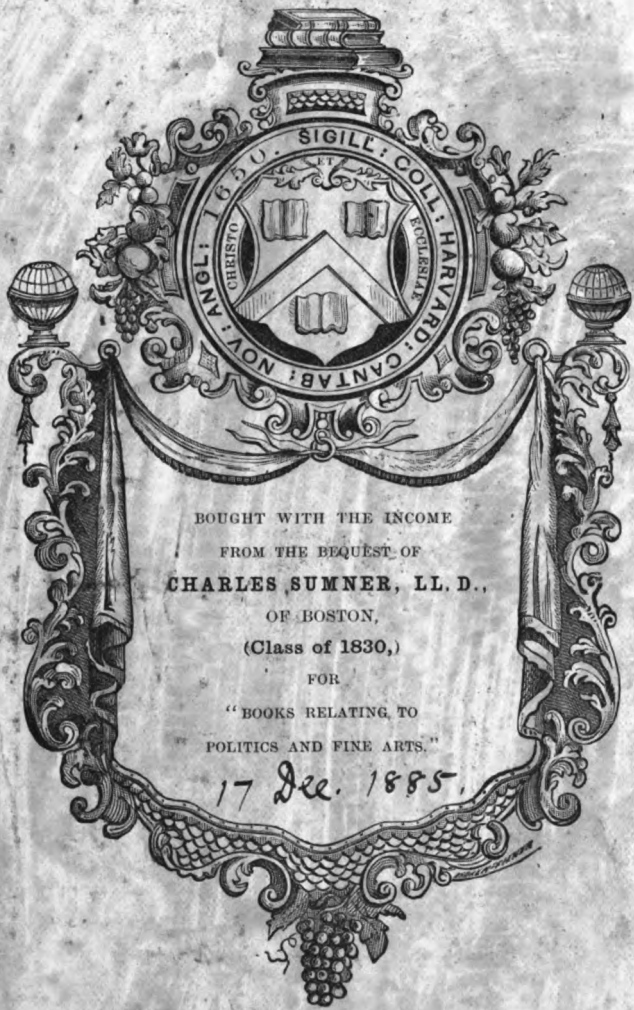 SIGILL : COLL : HARVARD : CANTAB : NOV : ANGL : 1650.
ET
CHRISTO
ECCLESIAE
BOUGHT WITH THE INCOME
FROM THE BEQUEST OF
CHARLES SUMNER, LL. D.,
OF BOSTON,
(Class of 1830,)
FOR
"BOOKS RELATING TO
POLITICS AND FINE ARTS."
17 Dec. 1885.